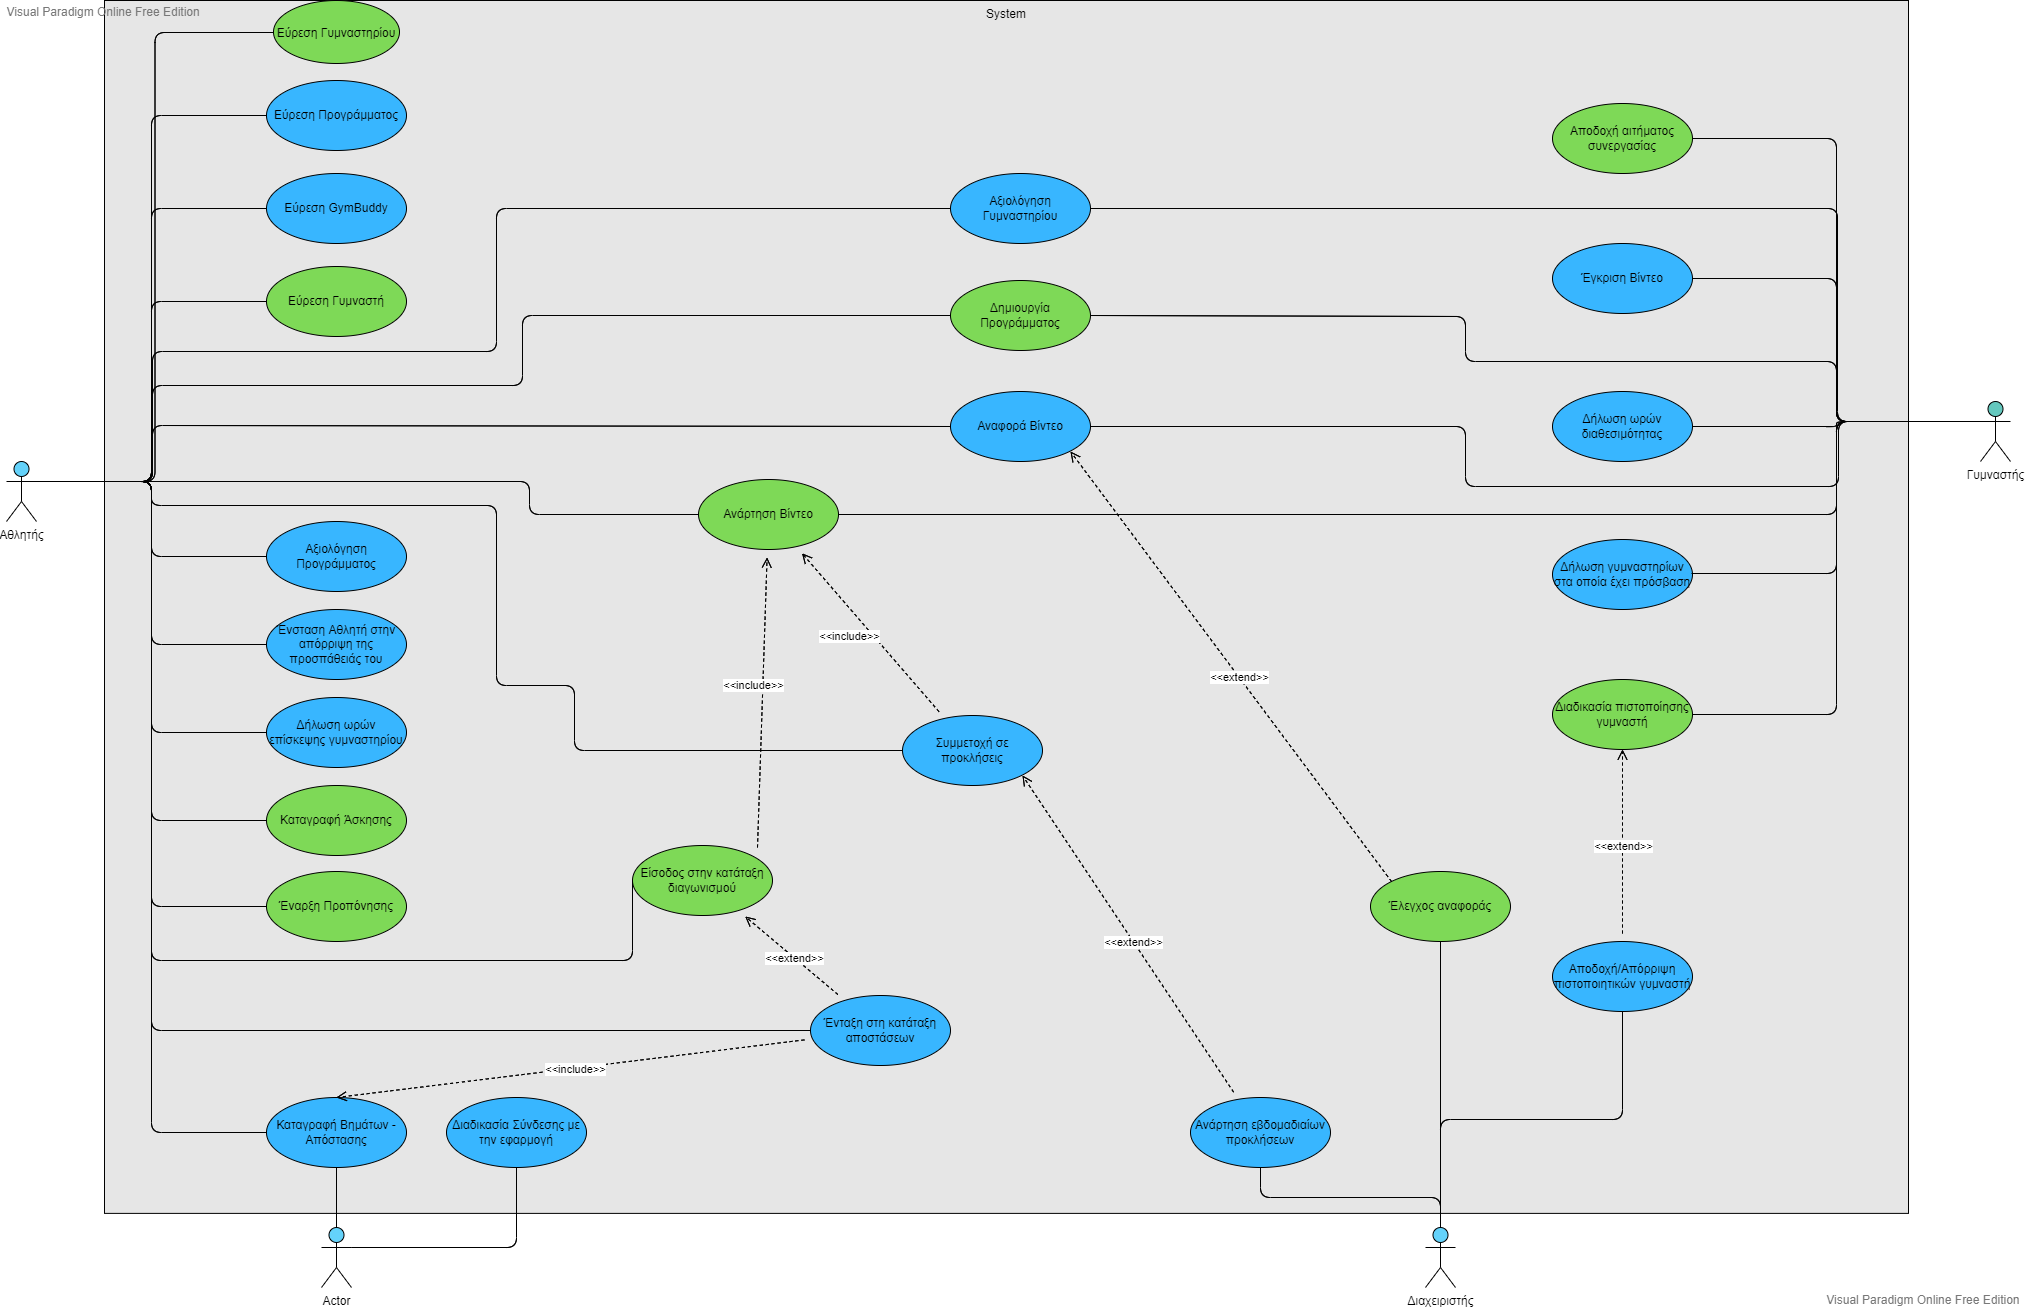 Visual Paradigm Online Free Edition
System
Εύρεση Γυμναστηρίου
Εύρεση Προγράμματος
Αποδοχή αιτήματος
συνεργασίας
Εύρεση GymBuddy
Αξιολόγηση
Γυμναστηρίου
Έγκριση Βίντεο
Εύρεση Γυμναστή
Δημιουργία
Προγράμματος
Αναφορά Βίντεο
Δήλωση ωρών
διαθεσιμότητας
Γυμναστής
Αθλητής
Ανάρτηση Βίντεο
Αξιολόγηση
Προγράμματος
Δήλωση γυμναστηρίων
στα οποία έχει πρόσβαση
Ένσταση Αθλητή στην
απόρριψη της
προσπάθειάς του
<<include>>
<<include>>
<<extend>>
Δήλωση ωρών
επίσκεψης γυμναστηρίου
Συμμετοχή σε
προκλήσεις
Διαδικασία πιστοποίησης
γυμναστή
Καταγραφή Άσκησης
<<extend>>
Είσοδος στην κατάταξη
διαγωνισμού
Έναρξη Προπόνησης
Έλεγχος αναφοράς
<<extend>>
<<extend>>
Αποδοχή/Απόρριψη
πιστοποιητικών γυμναστή
Ένταξη στη κατάταξη
αποστάσεων
<<include>>
Καταγραφή Βημάτων -
Απόστασης
Διαδικασία Σύνδεσης με
την εφαρμογή
Ανάρτηση εβδομαδιαίων
προκλήσεων
Actor
Διαχειριστής
Visual Paradigm Online Free Edition